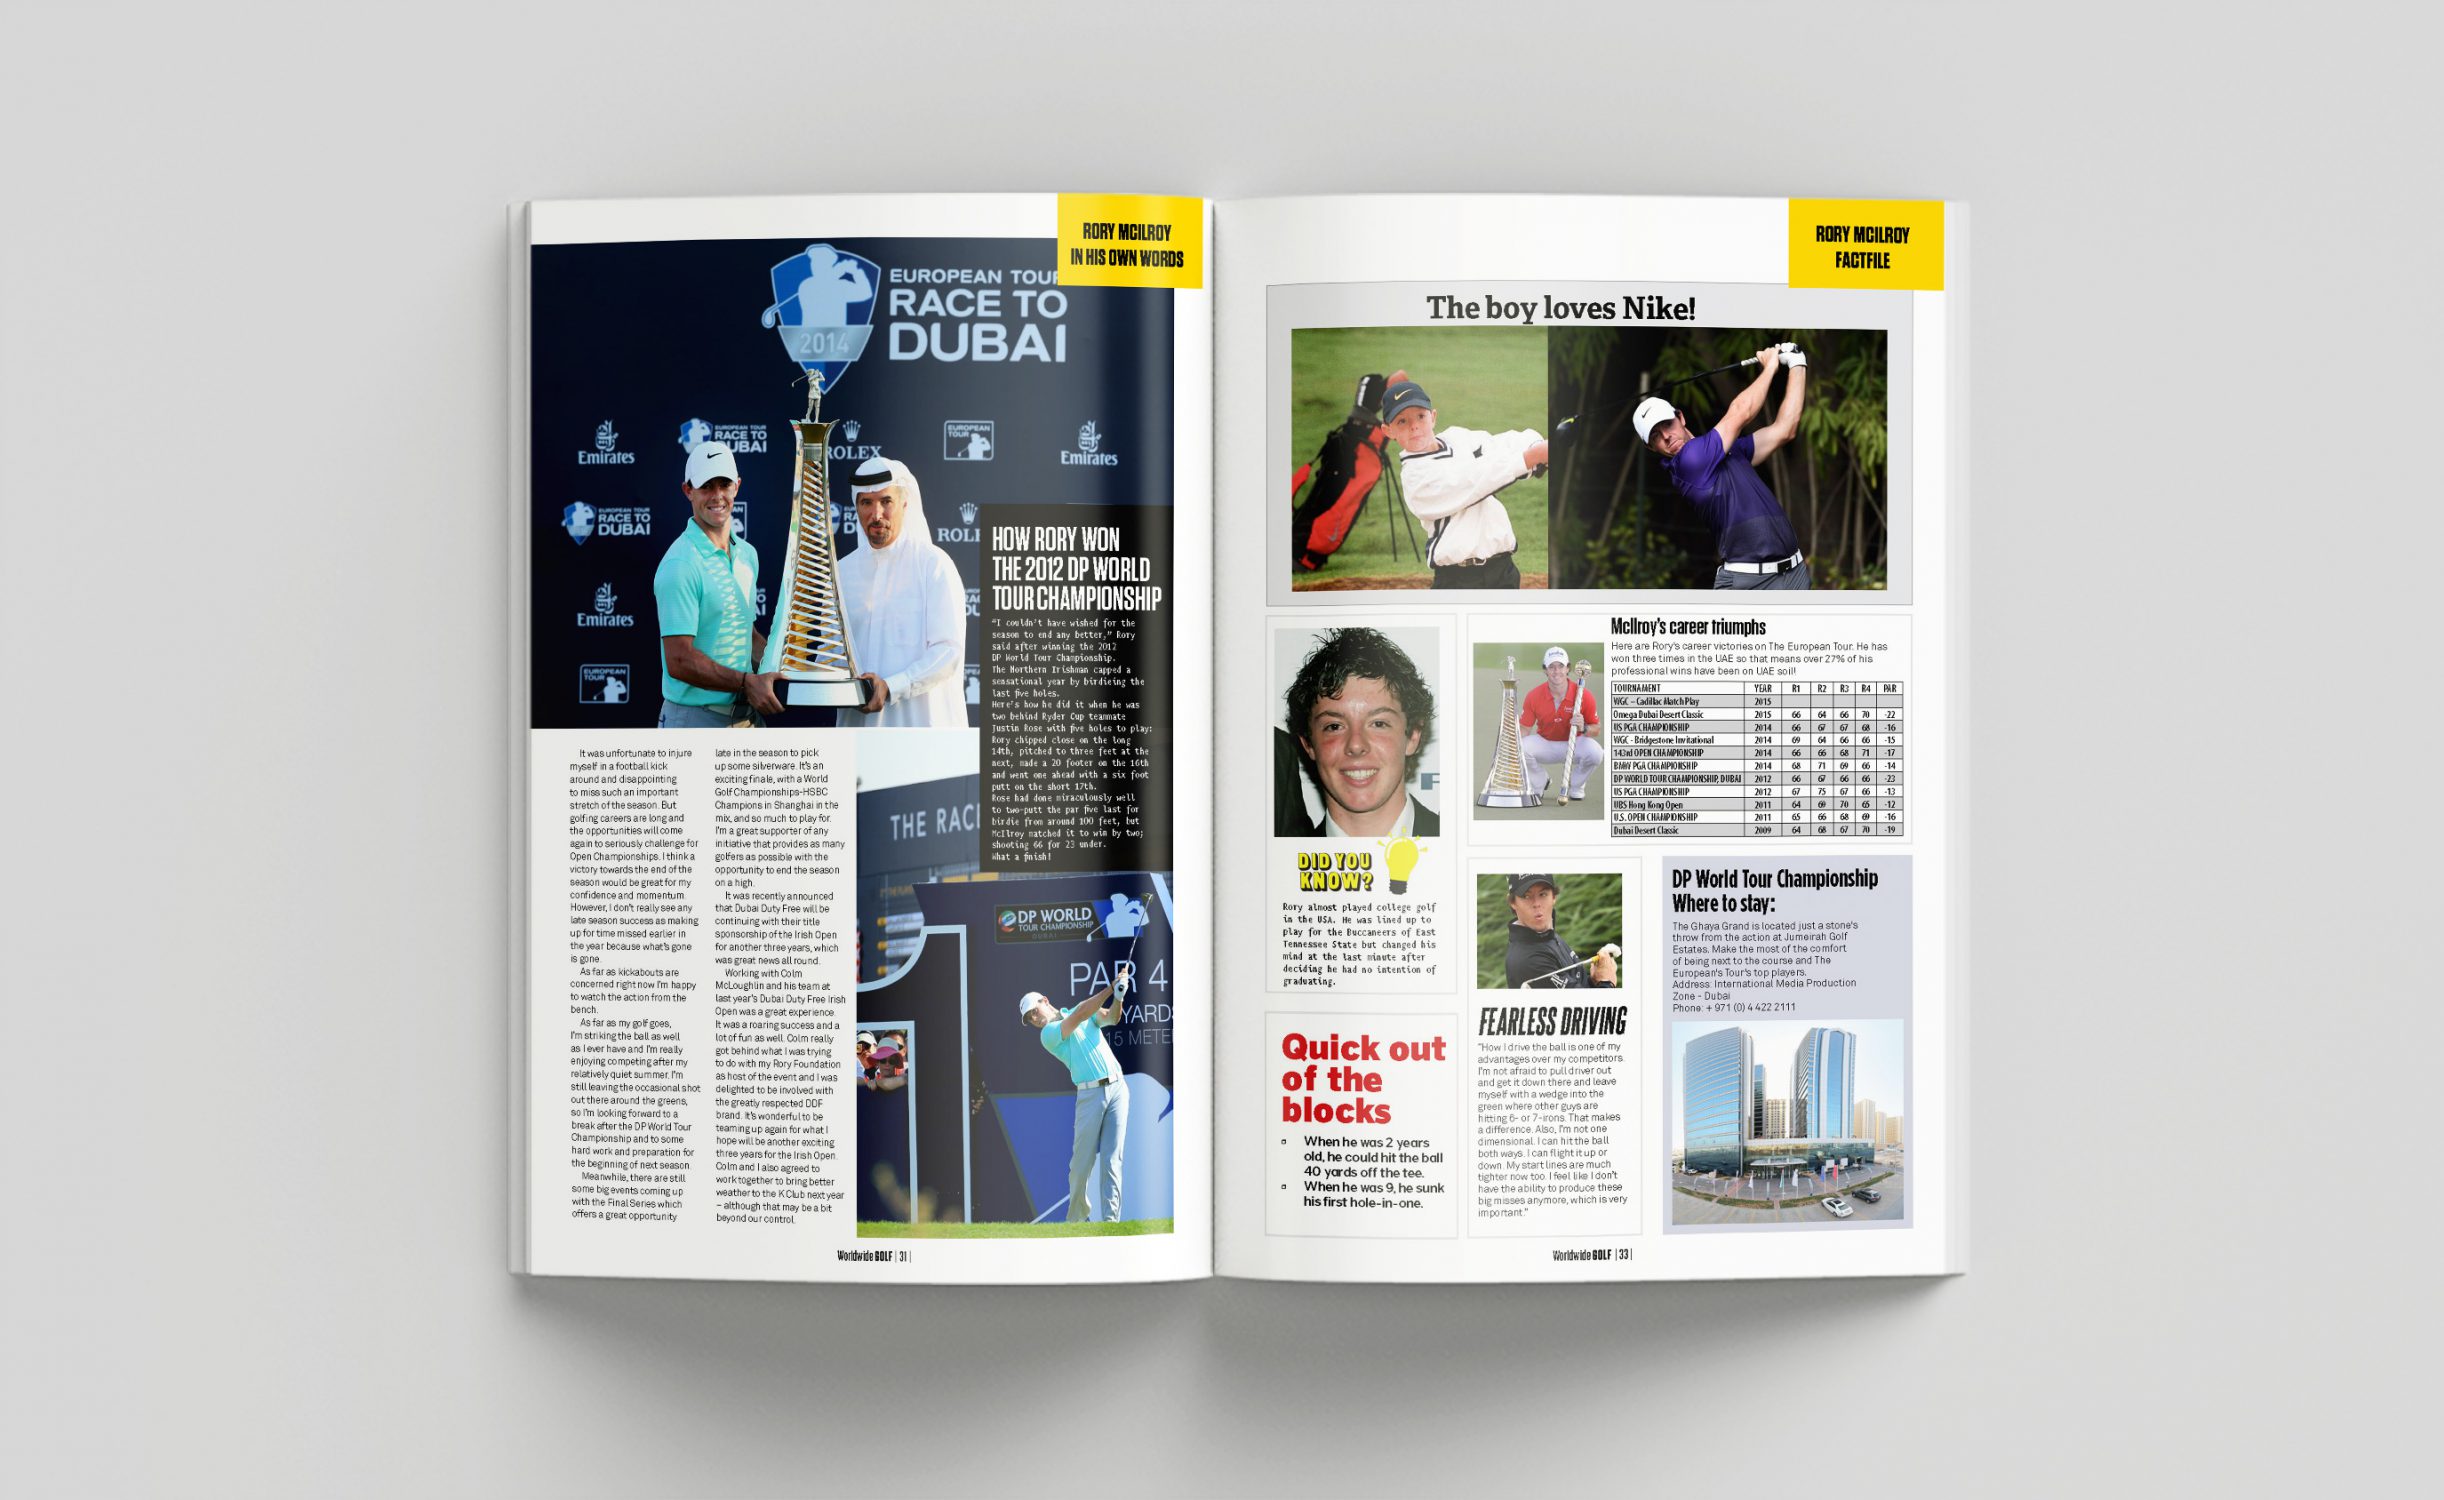 RORY MCILROY
IN HIS OWN WORDS
EUROPEAN TOUR
RACE TO
DUBAI
2014
Emirates
EUROPEAN TOUR
RACE TO
DUBAI
ROLEX
EUROPEAN
TOUR
Emirates
EUROPEAN TOUR
RACE TO
DUBAI
Emirates
EUROPEAN
TOUR
HOW RORY WON
THE 2012 DP WORLD
TOUR CHAMPIONSHIP
“I couldn’t have wished for the
season to end any better,” Rory
said after winning the 2012
DP World Tour Championship.
The Northern Irishman capped a
sensational year by birdieing the
last five holes.
Here’s how he did it when he was
two behind Ryder Cup teammate
Justin Rose with five holes to play:
Rory chipped close on the long
14th, pitched to three feet at the
next, made a 20 footer on the 16th
and went one ahead with a six foot
putt on the short 17th.
Rose had done miraculously well
to two-putt the par five last for
birdie from around 100 feet, but
McIlroy matched it to win by two;
shooting 66 for 23 under.
What a finish!
It was unfortunate to injure
myself in a football kick
around and disappointing
to miss such an important
stretch of the season. But
golfing careers are long and
the opportunities will come
again to seriously challenge for
Open Championships. I think a
victory towards the end of the
season would be great for my
confidence and momentum.
However, I don’t really see any
late season success as making
up for time missed earlier in
the year because what’s gone
is gone.
As far as kickabouts are
concerned right now I’m happy
to watch the action from the
bench.
As far as my golf goes,
I’m striking the ball as well
as I ever have and I’m really
enjoying competing after my
relatively quiet summer. I’m
still leaving the occasional shot
out there around the greens,
so I’m looking forward to a
break after the DP World Tour
Championship and to some
hard work and preparation for
the beginning of next season.
Meanwhile, there are still
some big events coming up
with the Final Series which
offers a great opportunity
late in the season to pick
up some silverware. It’s an
exciting finale, with a World
Golf Championships-HSBC
Champions in Shanghai in the
mix, and so much to play for.
I’m a great supporter of any
initiative that provides as many
golfers as possible with the
opportunity to end the season
on a high.
It was recently announced
that Dubai Duty Free will be
continuing with their title
sponsorship of the Irish Open
for another three years, which
was great news all round.
Working with Colm
McLoughlin and his team at
last year’s Dubai Duty Free Irish
Open was a great experience.
It was a roaring success and a
lot of fun as well. Colm really
got behind what I was trying
to do with my Rory Foundation
as host of the event and I was
delighted to be involved with
the greatly respected DDF
brand. It’s wonderful to be
teaming up again for what I
hope will be another exciting
three years for the Irish Open.
Colm and I also agreed to
work together to bring better
weather to the K Club next year
– although that may be a bit
beyond our control.
THE RACE
DP WORLD
TOUR CHAMPIONSHIP
DUBAI
PAR 4
YARDS
15 METE
Worldwide GOLF | 31 |
RORY MCILROY
FACTFILE
The boy loves Nike!
DID YOU
KNOW?
Rory almost played college golf
in the USA. He was lined up to
play for the Buccaneers of East
Tennessee State but changed his
mind at the last minute after
deciding he had no intention of
graduating.
McIlroy’s career triumphs
Here are Rory’s career victories on The European Tour. He has
won three times in the UAE so that means over 27% of his
professional wins have been on UAE soil!
TOURNAMENT YEAR R1 R2 R3 R4 PAR
WGC – Cadillac Match Play 2015
Omega Dubai Desert Classic 2015 66 64 66 70 -22
US PGA CHAMPIONSHIP 2014 66 67 67 68 -16
WGC - Bridgestone Invitational 2014 69 64 66 66 -15
143rd OPEN CHAMPIONSHIP 2014 66 66 68 71 -17
BMW PGA CHAMPIONSHIP 2014 68 71 69 66 -14
DP WORLD TOUR CHAMPIONSHIP, DUBAI 2012 66 67 66 66 -23
US PGA CHAMPIONSHIP 2012 67 75 67 66 -13
UBS Hong Kong Open 2011 64 69 70 65 -12
U.S. OPEN CHAMPIONSHIP 2011 65 66 68 69 -16
Dubai Desert Classic 2009 64 68 67 70 -19
Quick out
of the
blocks
When he was 2 years
old, he could hit the ball
40 yards off the tee.
When he was 9, he sunk
his first hole-in-one.
FEARLESS DRIVING
“How I drive the ball is one of my
advantages over my competitors.
I’m not afraid to pull driver out
and get it down there and leave
myself with a wedge into the
green where other guys are
hitting 6- or 7-irons. That makes
a difference. Also, I’m not one
dimensional. I can hit the ball
both ways. I can flight it up or
down. My start lines are much
tighter now too. I feel like I don’t
have the ability to produce these
big misses anymore, which is very
important.”
DP World Tour Championship
Where to stay:
The Ghaya Grand is located just a stone’s
throw from the action at Jumeirah Golf
Estates. Make the most of the comfort
of being next to the course and The
European’s Tour’s top players.
Address: International Media Production
Zone - Dubai
Phone: + 971 (0) 4 422 2111
Worldwide GOLF | 33 |